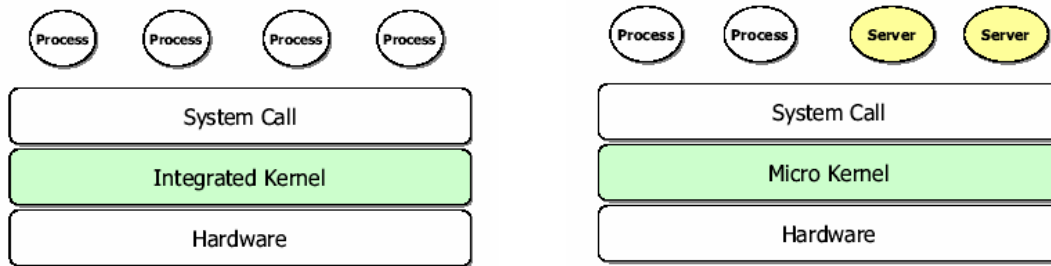 Process Process Process Process
System Call
Integrated Kernel
Hardware
Process Process Server Server
System Call
Micro Kernel
Hardware